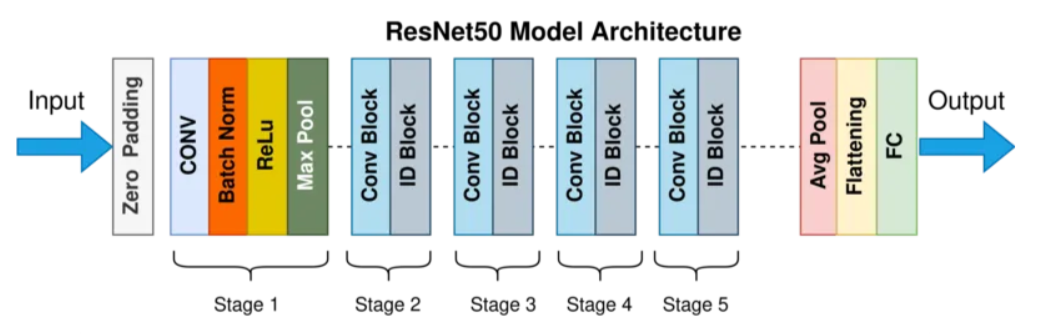 ResNet50 Model Architecture
Input
Zero Padding
CONV
Batch Norm
ReLu
Max Pool
Conv Block
ID Block
Conv Block
ID Block
Conv Block
ID Block
Conv Block
ID Block
Avg Pool
Flattening
FC
Output
Stage 1
Stage 2
Stage 3
Stage 4
Stage 5